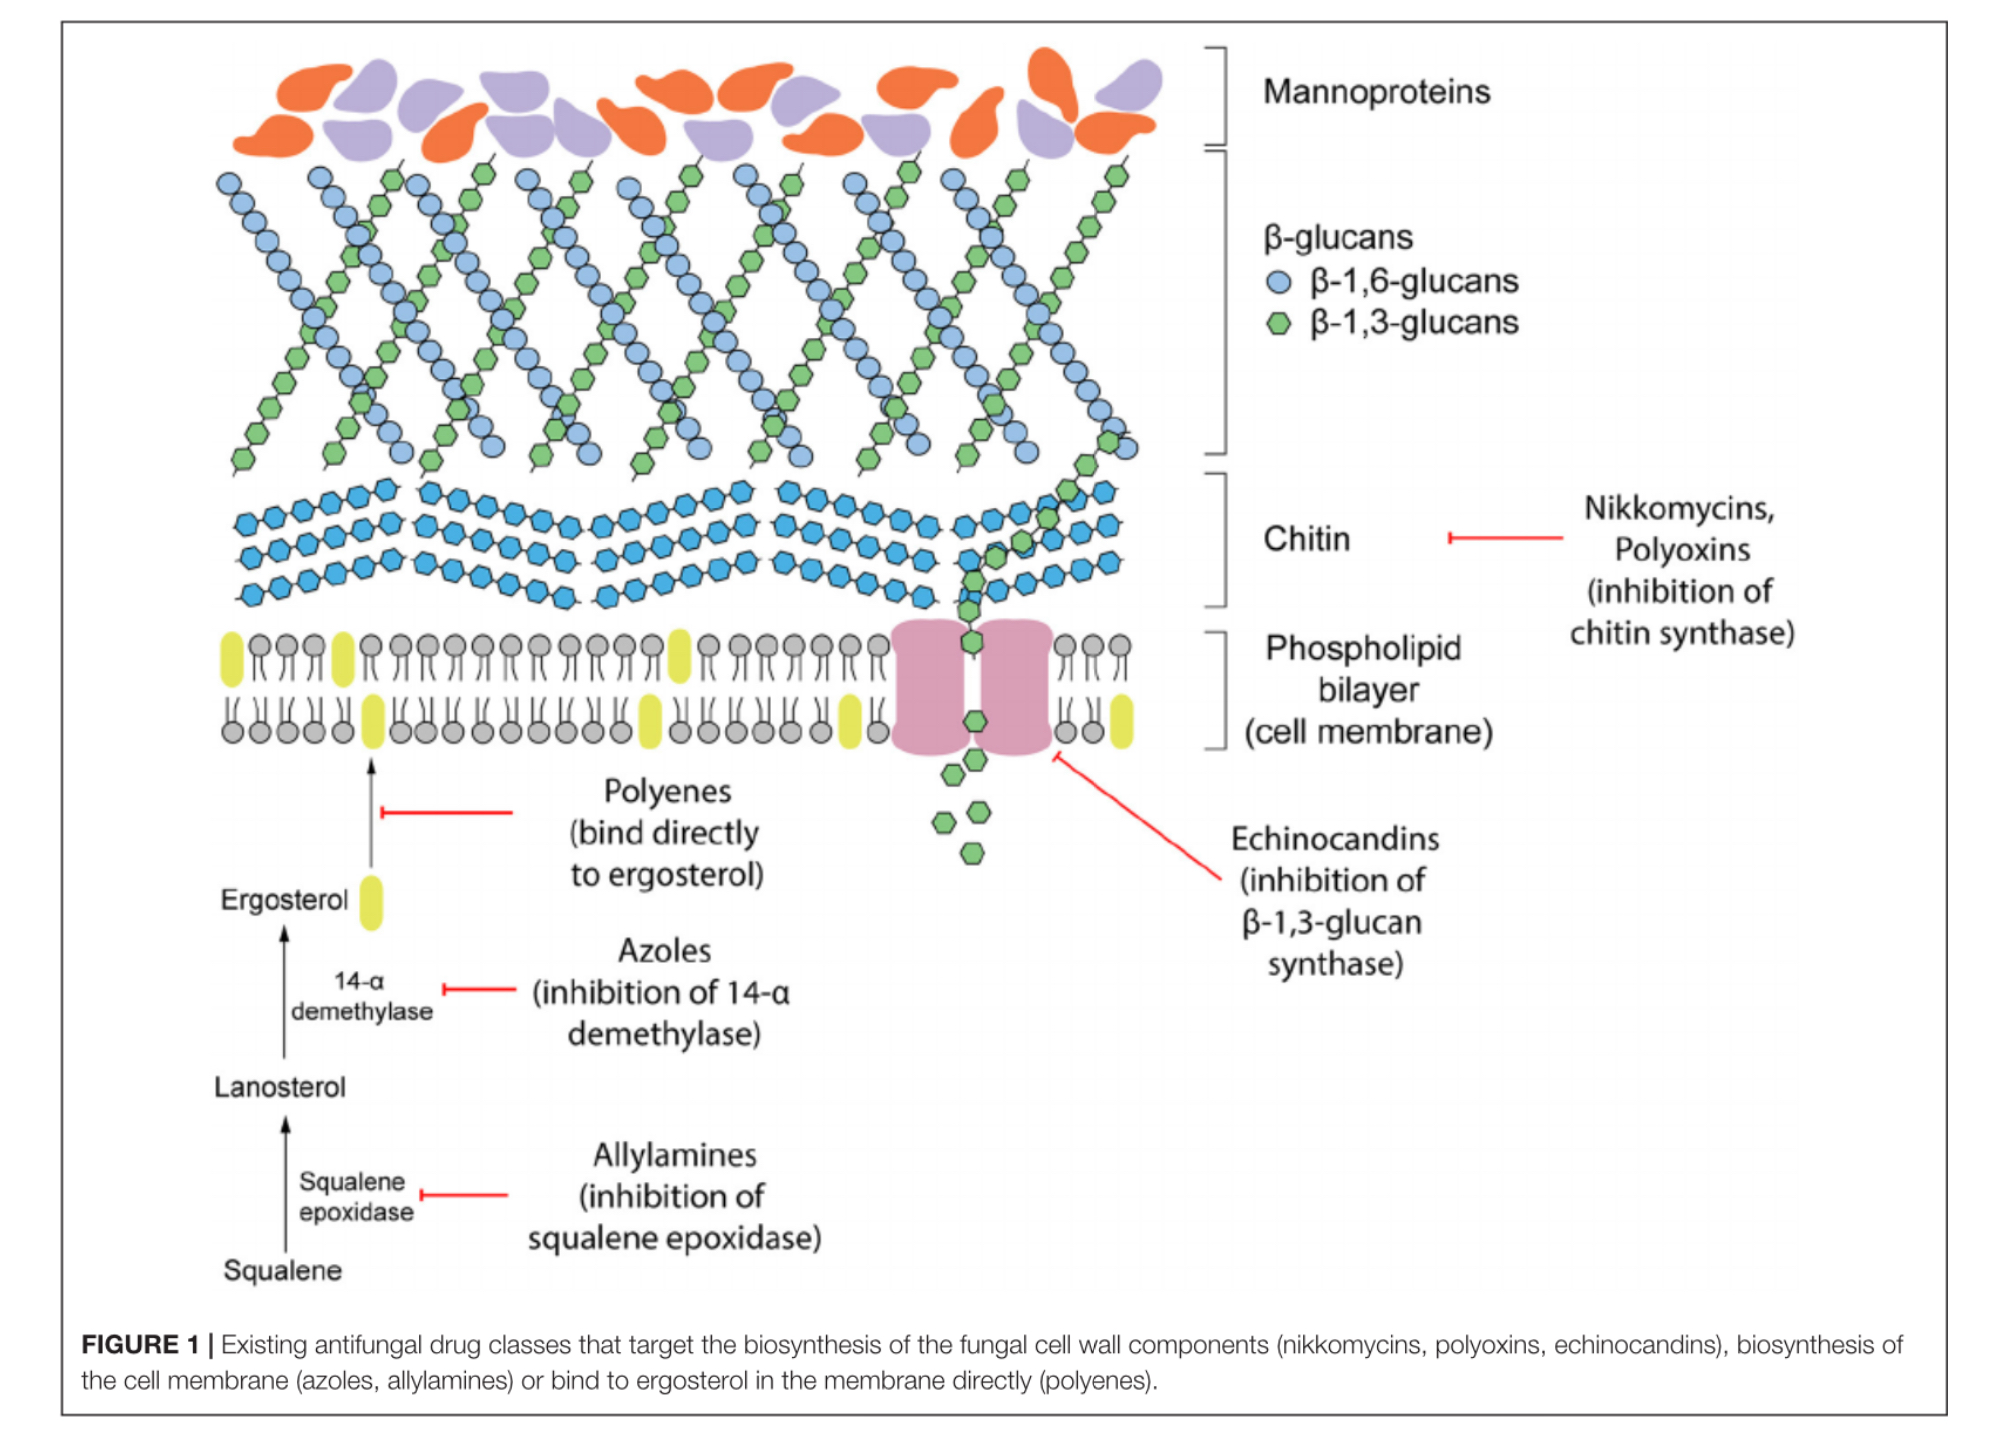 Mannoproteins
β-glucans
β-1,6-glucans
β-1,3-glucans
Chitin
Nikkomycins,
Polyoxins
(inhibition of
chitin synthase)
Phospholipid
bilayer
(cell membrane)
Polyenes
(bind directly
to ergosterol)
Echinocandins
(inhibition of
β-1,3-glucan
synthase)
Ergosterol
Azoles
(inhibition of 14-α
demethylase)
14-α
demethylase
Lanosterol
Allylamines
(inhibition of
squalene epoxidase)
Squalene
epoxidase
Squalene
FIGURE 1 | Existing antifungal drug classes that target the biosynthesis of the fungal cell wall components (nikkomycins, polyoxins, echinocandins), biosynthesis of
the cell membrane (azoles, allylamines) or bind to ergosterol in the membrane directly (polyenes).